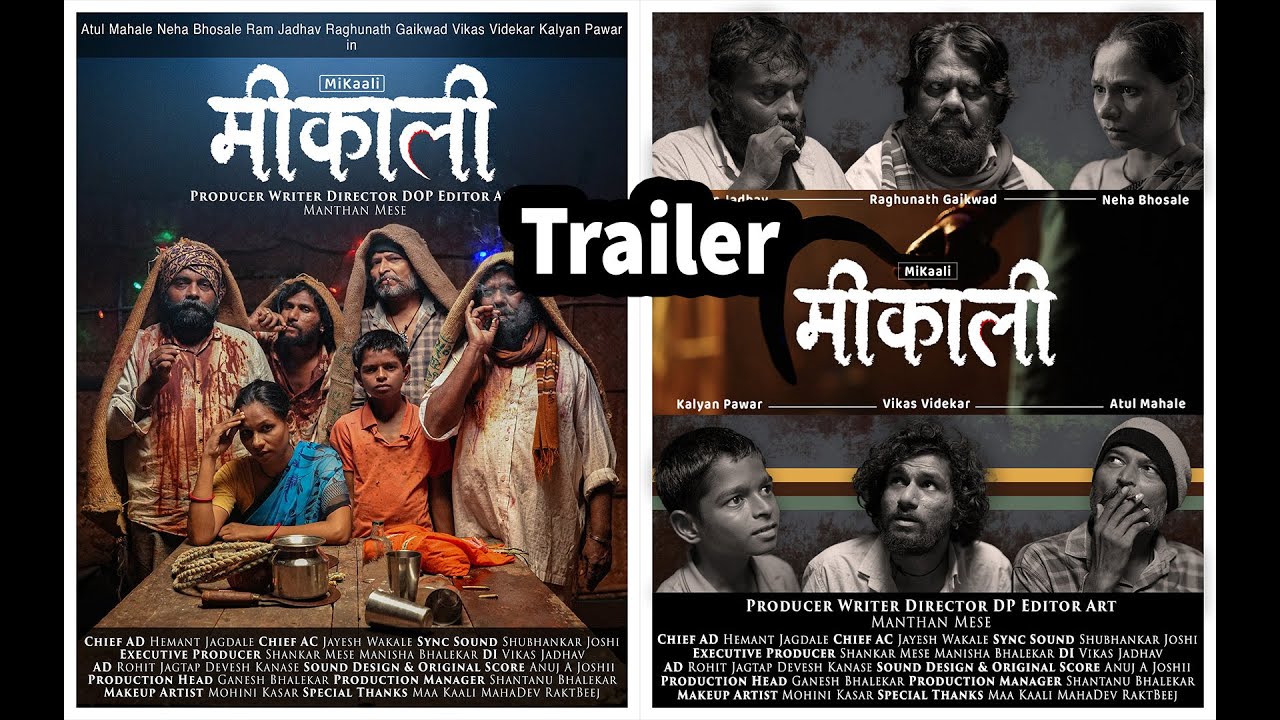 Atul Mahale Neha Bhosale Ram Jadhav Raghunath Gaikwad Vikas Videkar Kalyan Pawar
in
MiKaali
मीकाली
Producer Writer Director DOP Editor
Manthan Mese
Chief AD Hemant Jagdale Chief AC Jayesh Wakale Sync Sound Shubhankar Joshi
Executive Producer Shankar Mese Manisha Bhalekar DI Vikas Jadhav
AD Rohit Jagtap Devesh Kanase Sound Design & Original Score Anuj A Joshii
Production Head Ganesh Bhalekar Production Manager Shantanu Bhalekar
Makeup Artist Mohini Kasar Special Thanks Maa Kaali MahaDev RaktBeej
Trailer
Jadhav Raghunath Gaikwad Neha Bhosale
MiKaali
मीकाली
Kalyan Pawar Vikas Videkar Atul Mahale
Producer Writer Director DP Editor Art
Manthan Mese
Chief AD Hemant Jagdale Chief AC Jayesh Wakale Sync Sound Shubhankar Joshi
Executive Producer Shankar Mese Manisha Bhalekar DI Vikas Jadhav
AD Rohit Jagtap Devesh Kanase Sound Design & Original Score Anuj A Joshii
Production Head Ganesh Bhalekar Production Manager Shantanu Bhalekar
Makeup Artist Mohini Kasar Special Thanks Maa Kaali MahaDev RaktBeej